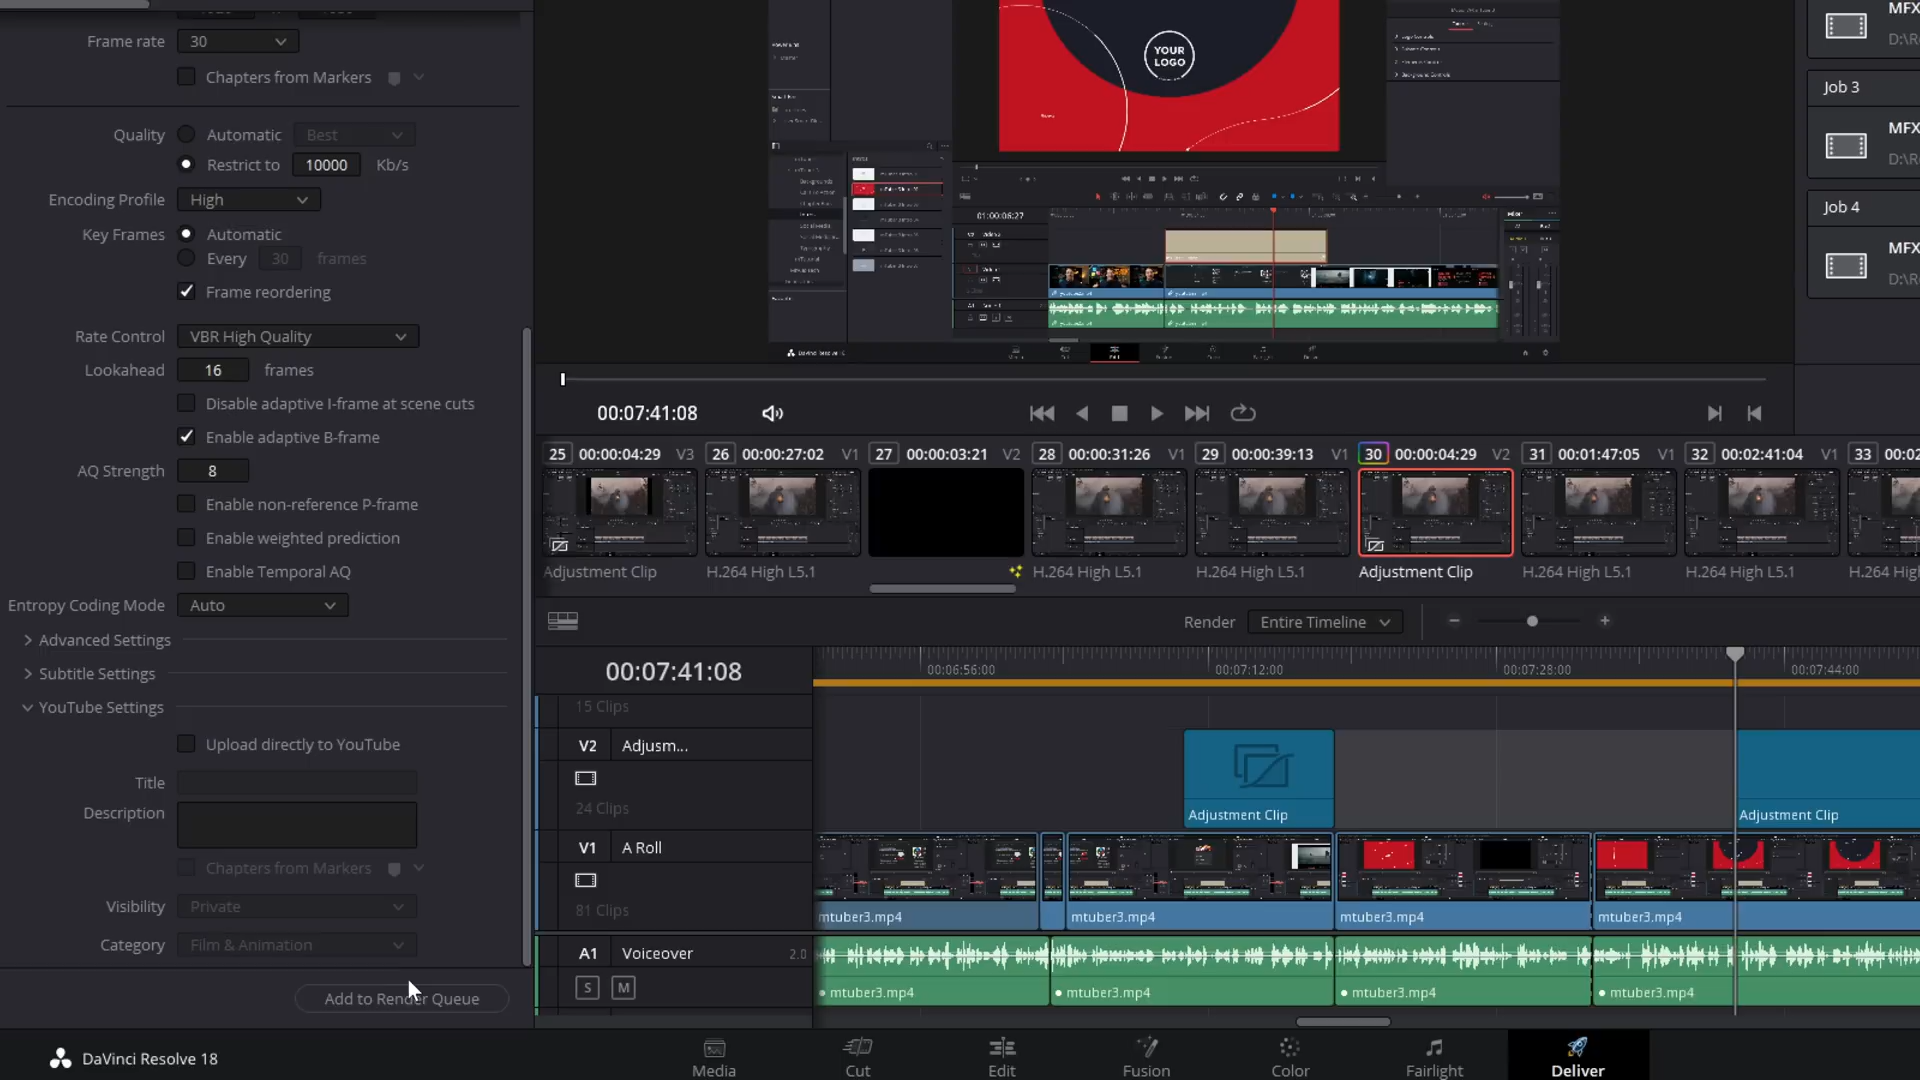 Frame rate 30
Chapters from Markers
Quality Automatic Best
Restrict to 10000 Kb/s
Encoding Profile High
Key Frames Automatic
Every 30 frames
Frame reordering
Rate Control VBR High Quality
Lookahead 16 frames
Disable adaptive I-frame at scene cuts
Enable adaptive B-frame
AQ Strength 8
Enable non-reference P-frame
Enable weighted prediction
Enable Temporal AQ
Entropy Coding Mode Auto
Advanced Settings
Subtitle Settings
YouTube Settings
Upload directly to YouTube
Title
Description
Chapters from Markers
Visibility Private
Category Film & Animation
Add to Render Queue
YOUR
LOGO
01:00:06:27
MFX
D:\R
Job 3
MFX
D:\R
Job 4
MFX
D:\R
00:07:41:08
25 00:00:04:29 V3
26 00:00:27:02 V1
27 00:00:03:21 V2
28 00:00:31:26 V1
29 00:00:39:13 V1
30 00:00:04:29 V2
31 00:01:47:05 V1
32 00:02:41:04 V1
33 00:02
Adjustment Clip
H.264 High L5.1
H.264 High L5.1
H.264 High L5.1
Adjustment Clip
H.264 High L5.1
H.264 High L5.1
H.264 High
Render Entire Timeline
00:07:41:08
00:06:56:00
00:07:12:00
00:07:28:00
00:07:44:00
15 Clips
V2 Adjusm...
24 Clips
Adjustment Clip
Adjustment Clip
V1 A Roll
81 Clips
mtuber3.mp4
mtuber3.mp4
mtuber3.mp4
mtuber3.mp4
A1 Voiceover 2.0
S M
mtuber3.mp4
mtuber3.mp4
mtuber3.mp4
mtuber3.mp4
DaVinci Resolve 18
Media
Cut
Edit
Fusion
Color
Fairlight
Deliver